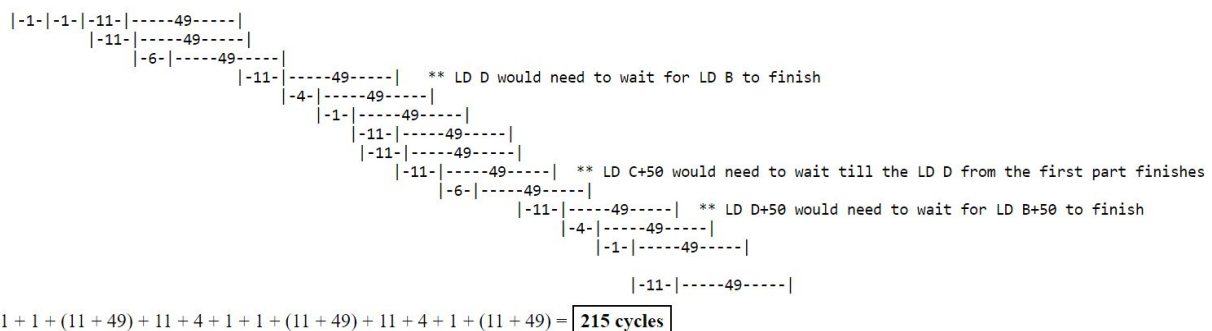 |-1-|-1-|-11-|-----49-----|
|-11-|-----49-----|
|-6-|-----49-----|
|-11-|-----49-----| ** LD D would need to wait for LD B to finish
|-4-|-----49-----|
|-1-|-----49-----|
|-11-|-----49-----|
|-11-|-----49-----|
|-11-|-----49-----| ** LD C+50 would need to wait till the LD D from the first part finishes
|-6-|-----49-----|
|-11-|-----49-----| ** LD D+50 would need to wait for LD B+50 to finish
|-4-|-----49-----|
|-1-|-----49-----|
|-11-|-----49-----|
1 + 1 + (11 + 49) + 11 + 4 + 1 + 1 + (11 + 49) + 11 + 4 + 1 + (11 + 49) = 215 cycles